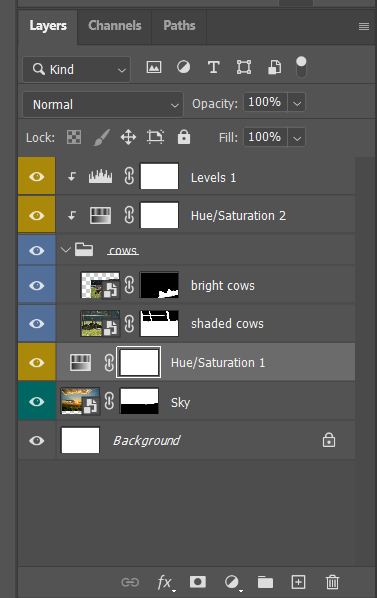 Layers Channels Paths
Kind
Normal Opacity: 100%
Lock: Fill: 100%
Levels 1
Hue/Saturation 2
cows
bright cows
shaded cows
Hue/Saturation 1
Sky
Background
fx